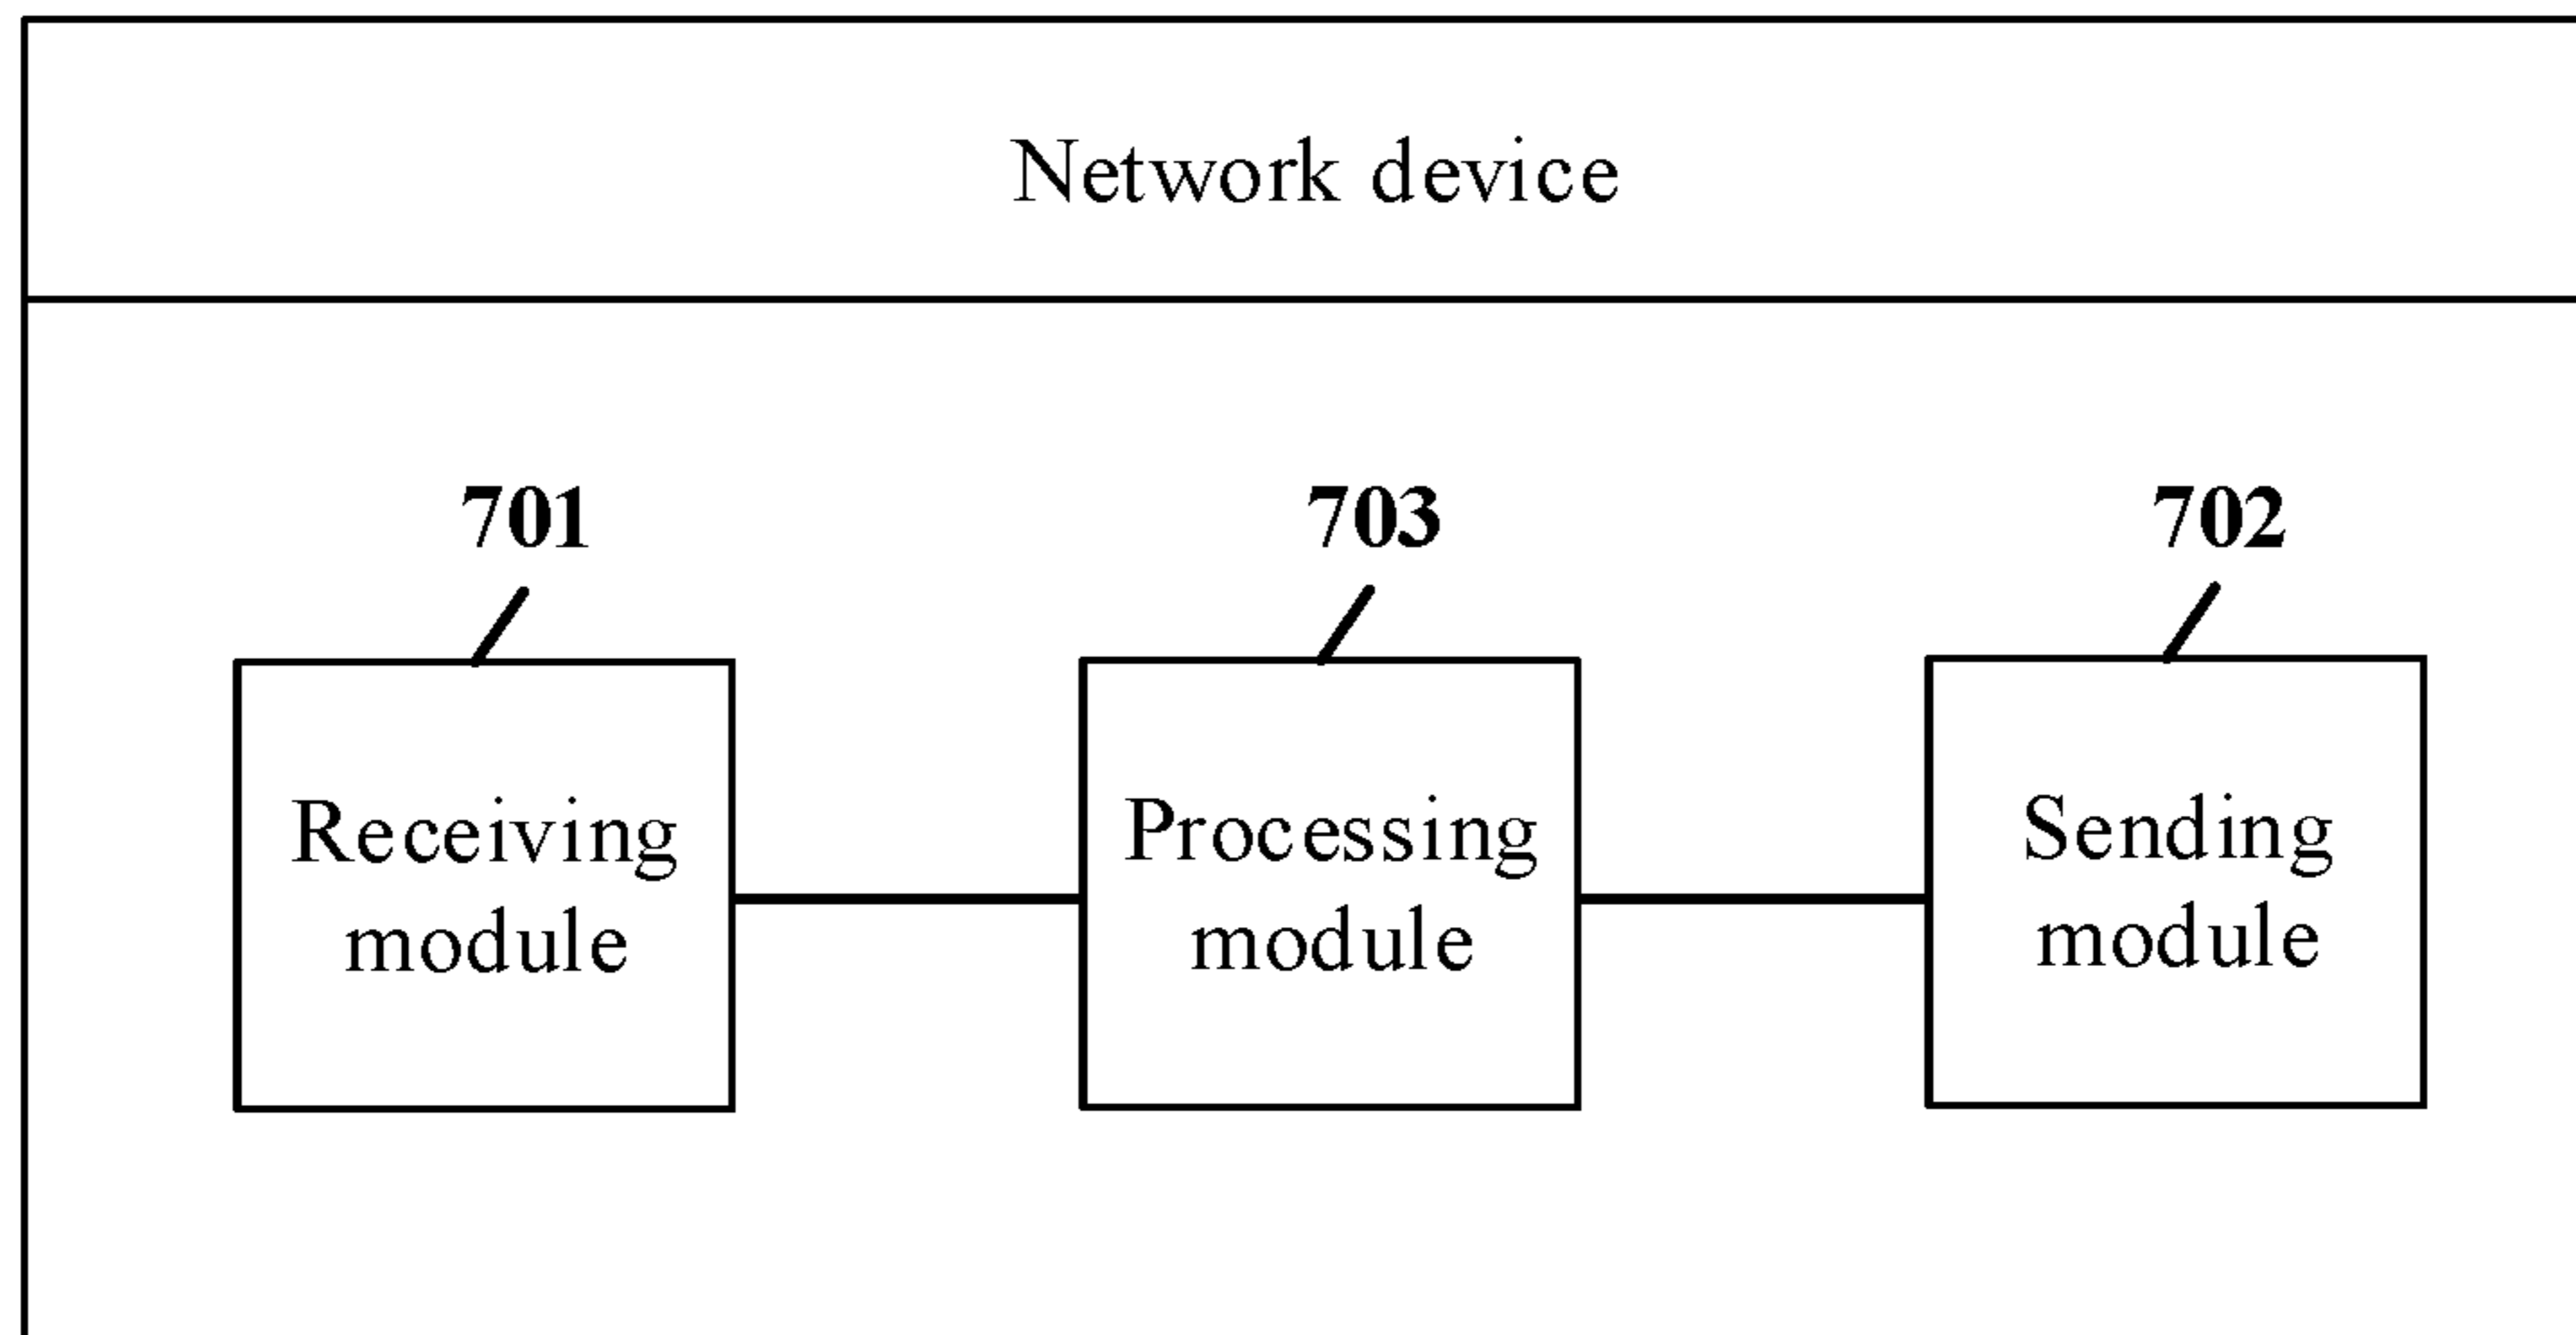 Network device
701
703
702
Receiving
module
Processing
module
Sending
module